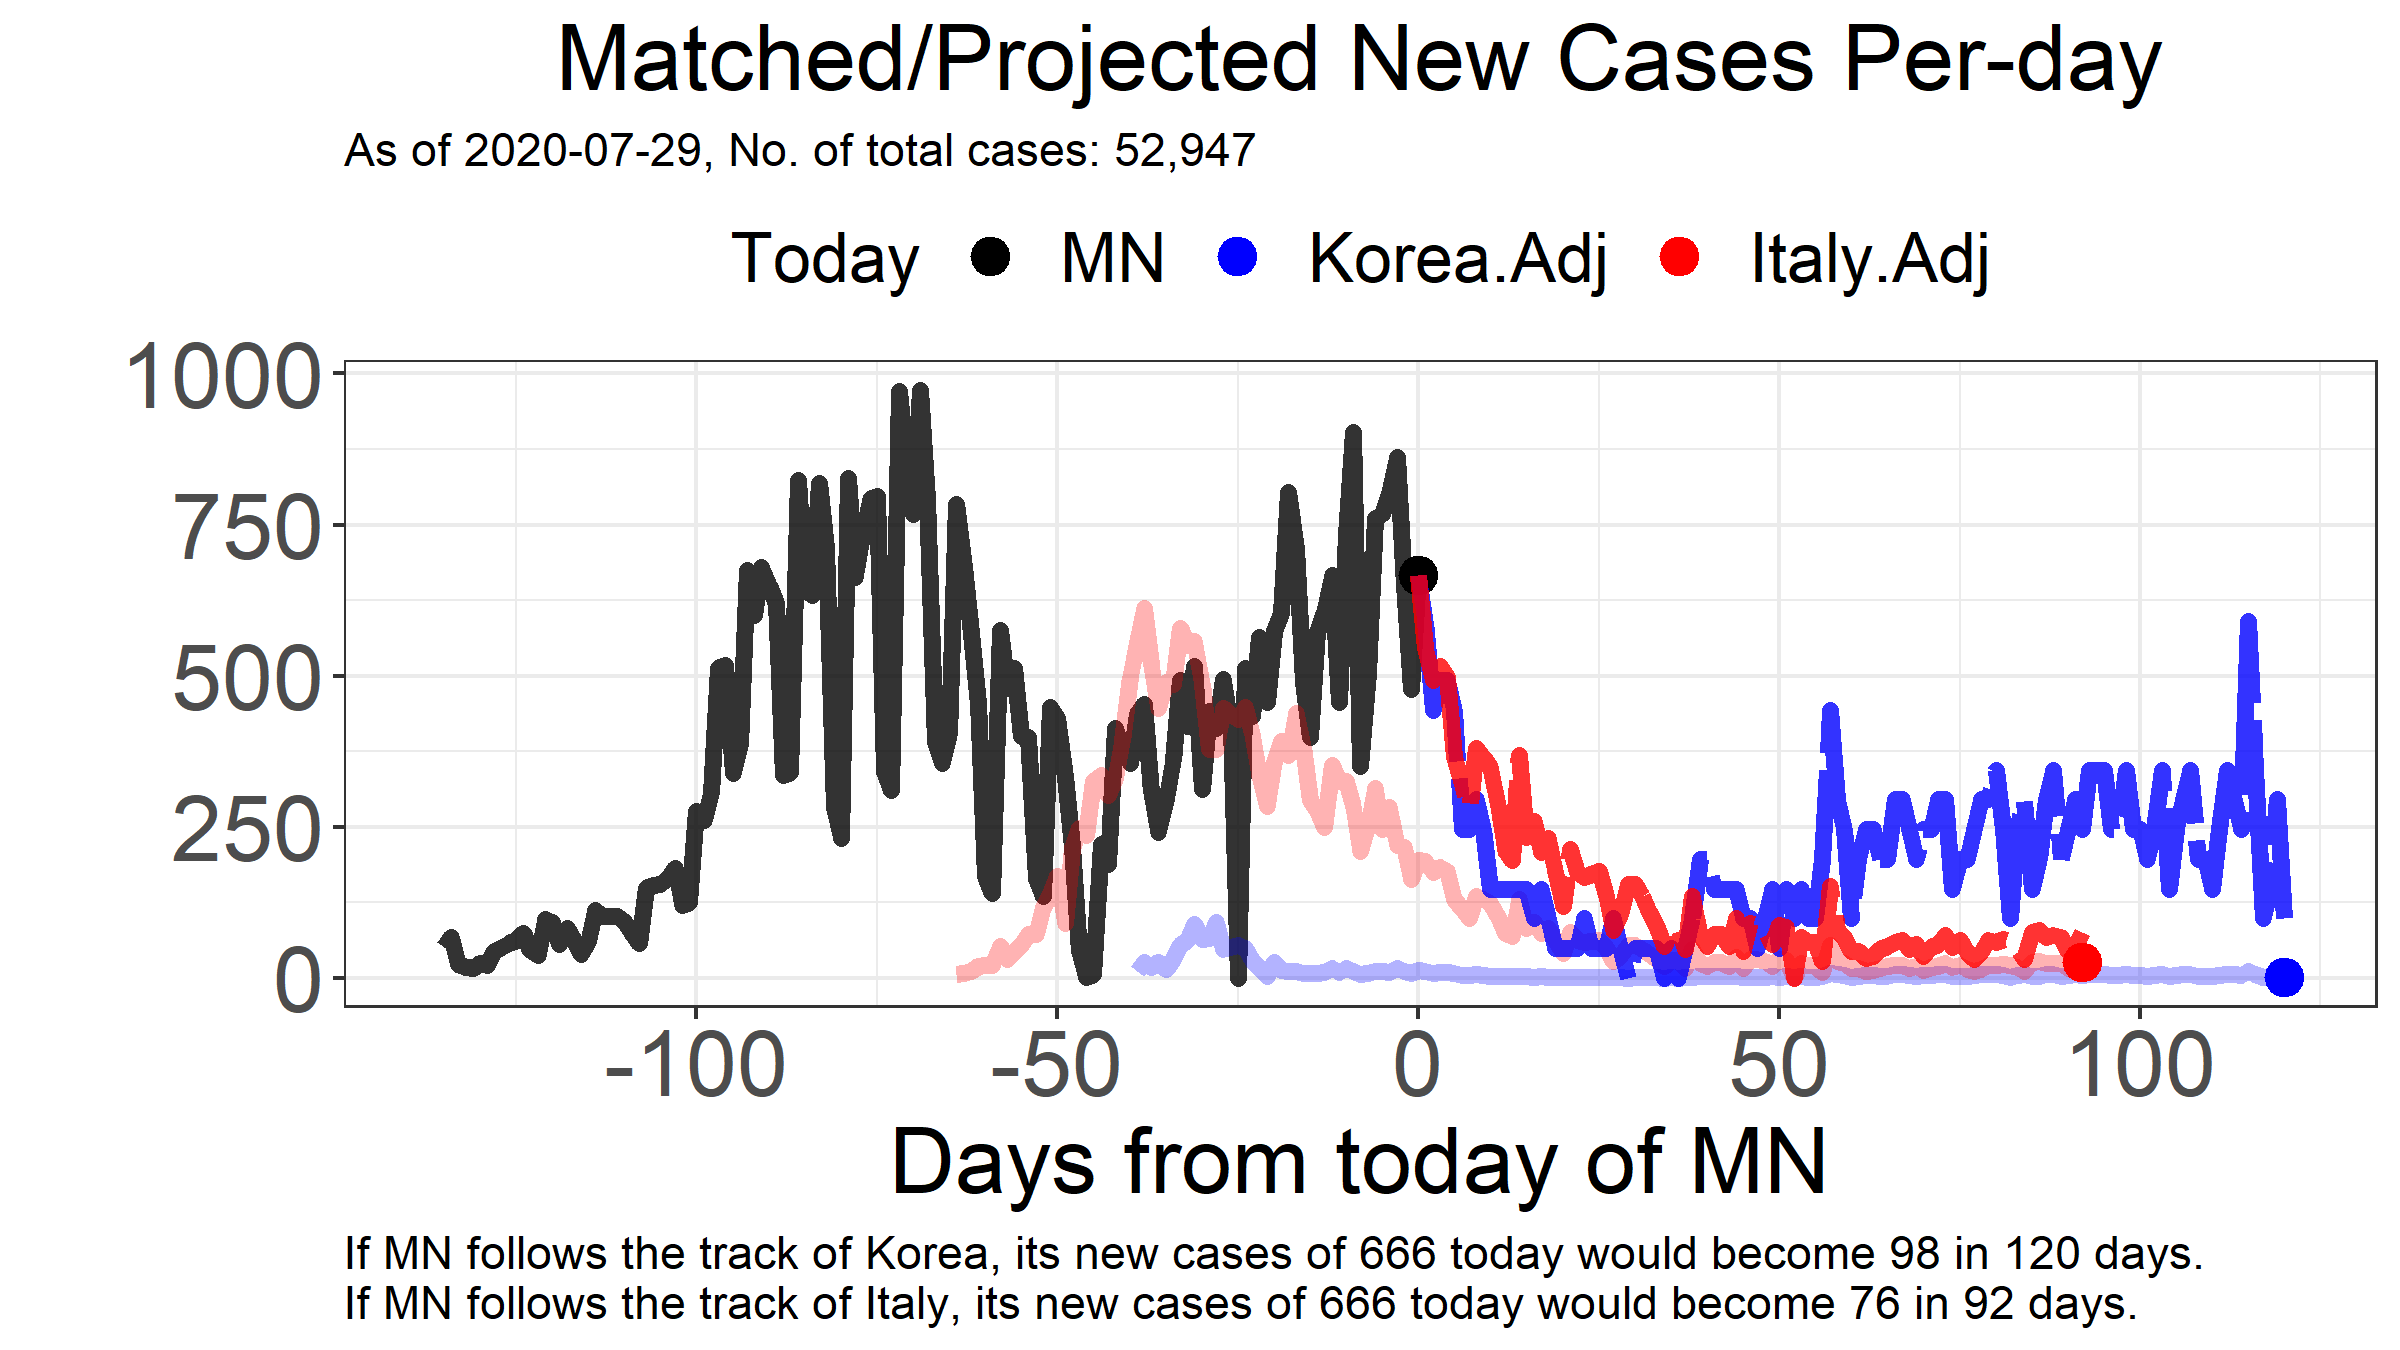 Matched/Projected New Cases Per-day
As of 2020-07-29, No. of total cases: 52,947
Today MN Korea.Adj Italy.Adj
1000
750
500
250
0
-100 -50 0 50 100
Days from today of MN
If MN follows the track of Korea, its new cases of 666 today would become 98 in 120 days.
If MN follows the track of Italy, its new cases of 666 today would become 76 in 92 days.